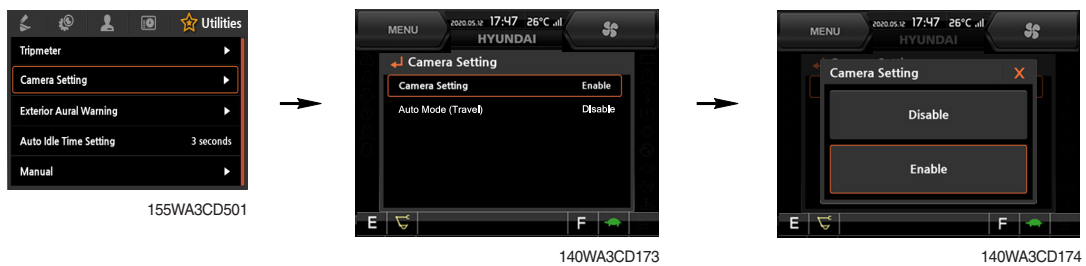 Utilities
Tripmeter
Camera Setting
Exterior Aural Warning
Auto Idle Time Setting 3 seconds
Manual
155WA3CD501
MENU
2020.05.12 17:47 26°C
HYUNDAI
Camera Setting
Camera Setting Enable
Auto Mode (Travel) Disable
E F
140WA3CD173
MENU
2020.05.12 17:47 26°C
HYUNDAI
Camera Setting X
Disable
Enable
E F
140WA3CD174